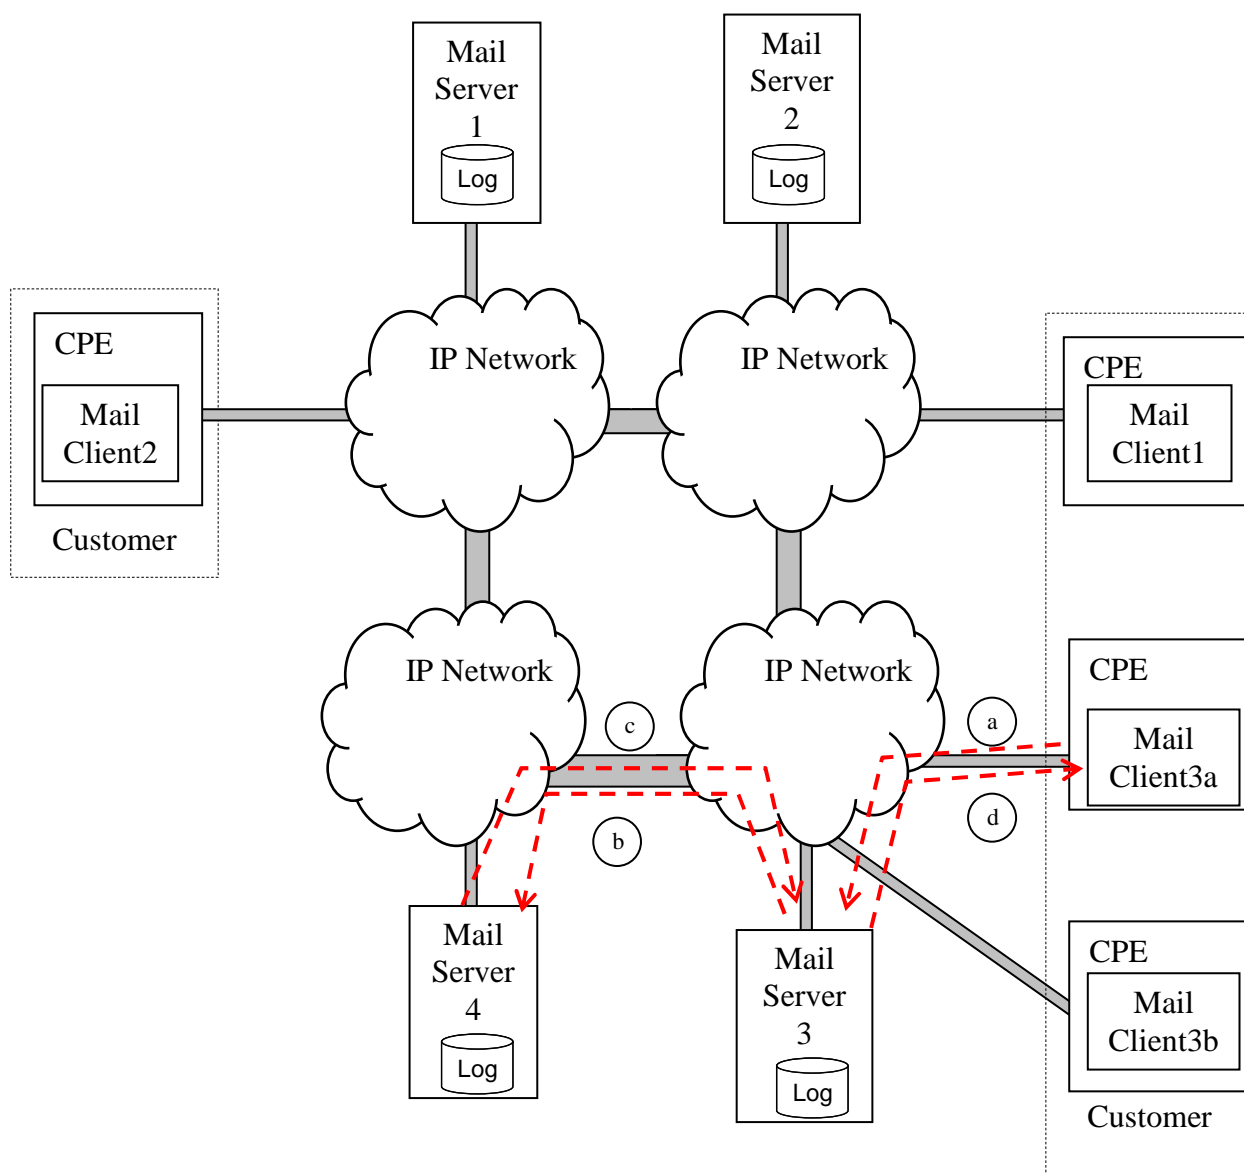 Mail
Server
1
Log
Mail
Server
2
Log
CPE
Mail
Client2
Customer
IP Network
IP Network
CPE
Mail
Client1
IP Network
IP Network
CPE
Mail
Client3a
c
a
b
d
Mail
Server
4
Log
Mail
Server
3
Log
CPE
Mail
Client3b
Customer